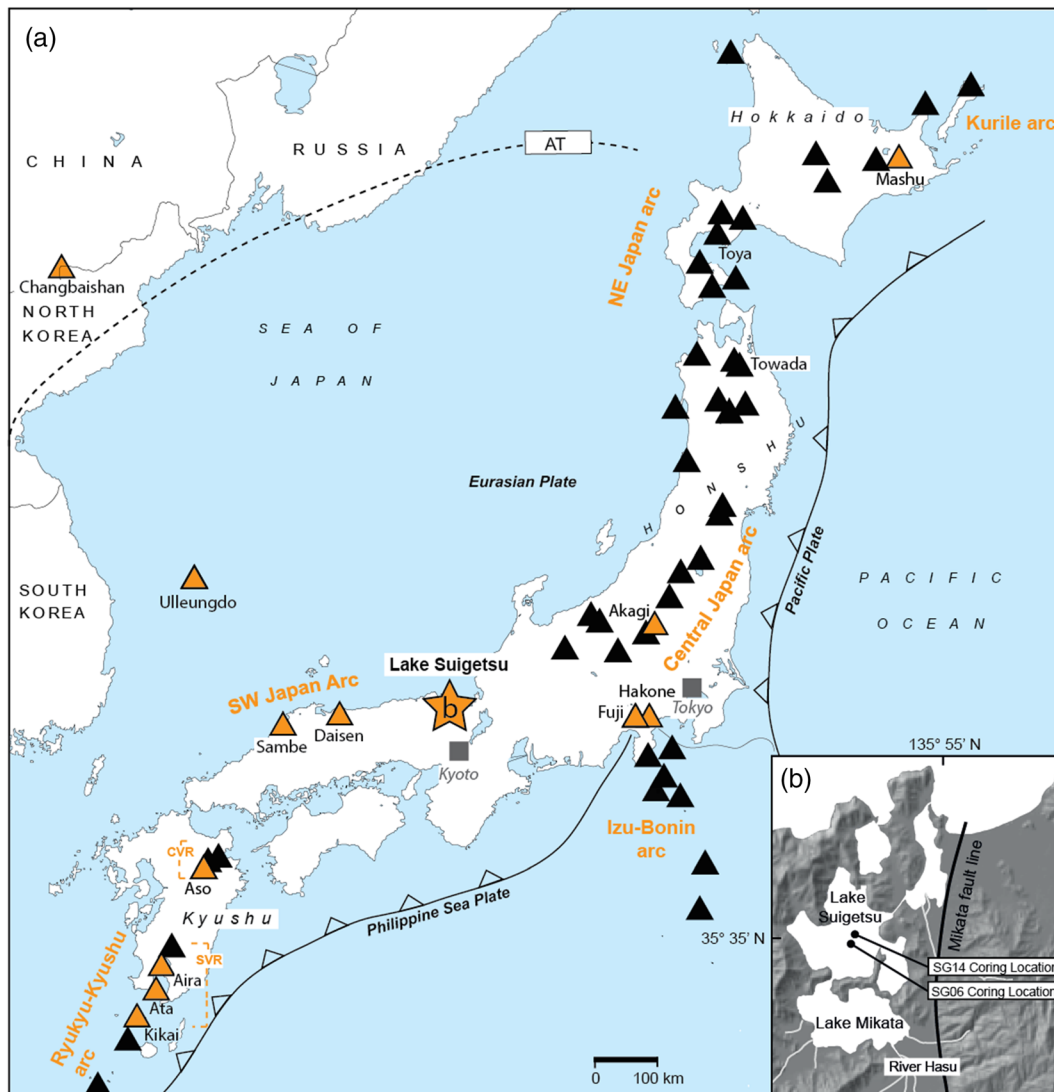 (a)
CHINA
RUSSIA
AT
Hokkaido
Kurile arc
Mashu
NE Japan arc
Toya
Changbaishan
NORTH
KOREA
SEA OF
JAPAN
Towada
HONSHU
Eurasian Plate
Pacific Plate
PACIFIC
OCEAN
SOUTH
KOREA
Ulleungdo
Akagi
Central Japan arc
Lake Suigetsu
b
SW Japan Arc
Sambe
Daisen
Kyoto
Hakone
Fuji
Tokyo
Izu-Bonin
arc
CVR
Aso
Kyushu
SVR
Aira
Ata
Kikai
Ryukyu-Kyushu
arc
Philippine Sea Plate
0 100 km
135° 55’ N
(b)
Mikata fault line
Lake
Suigetsu
35° 35’ N
SG14 Coring Location
SG06 Coring Location
Lake Mikata
River Hasu